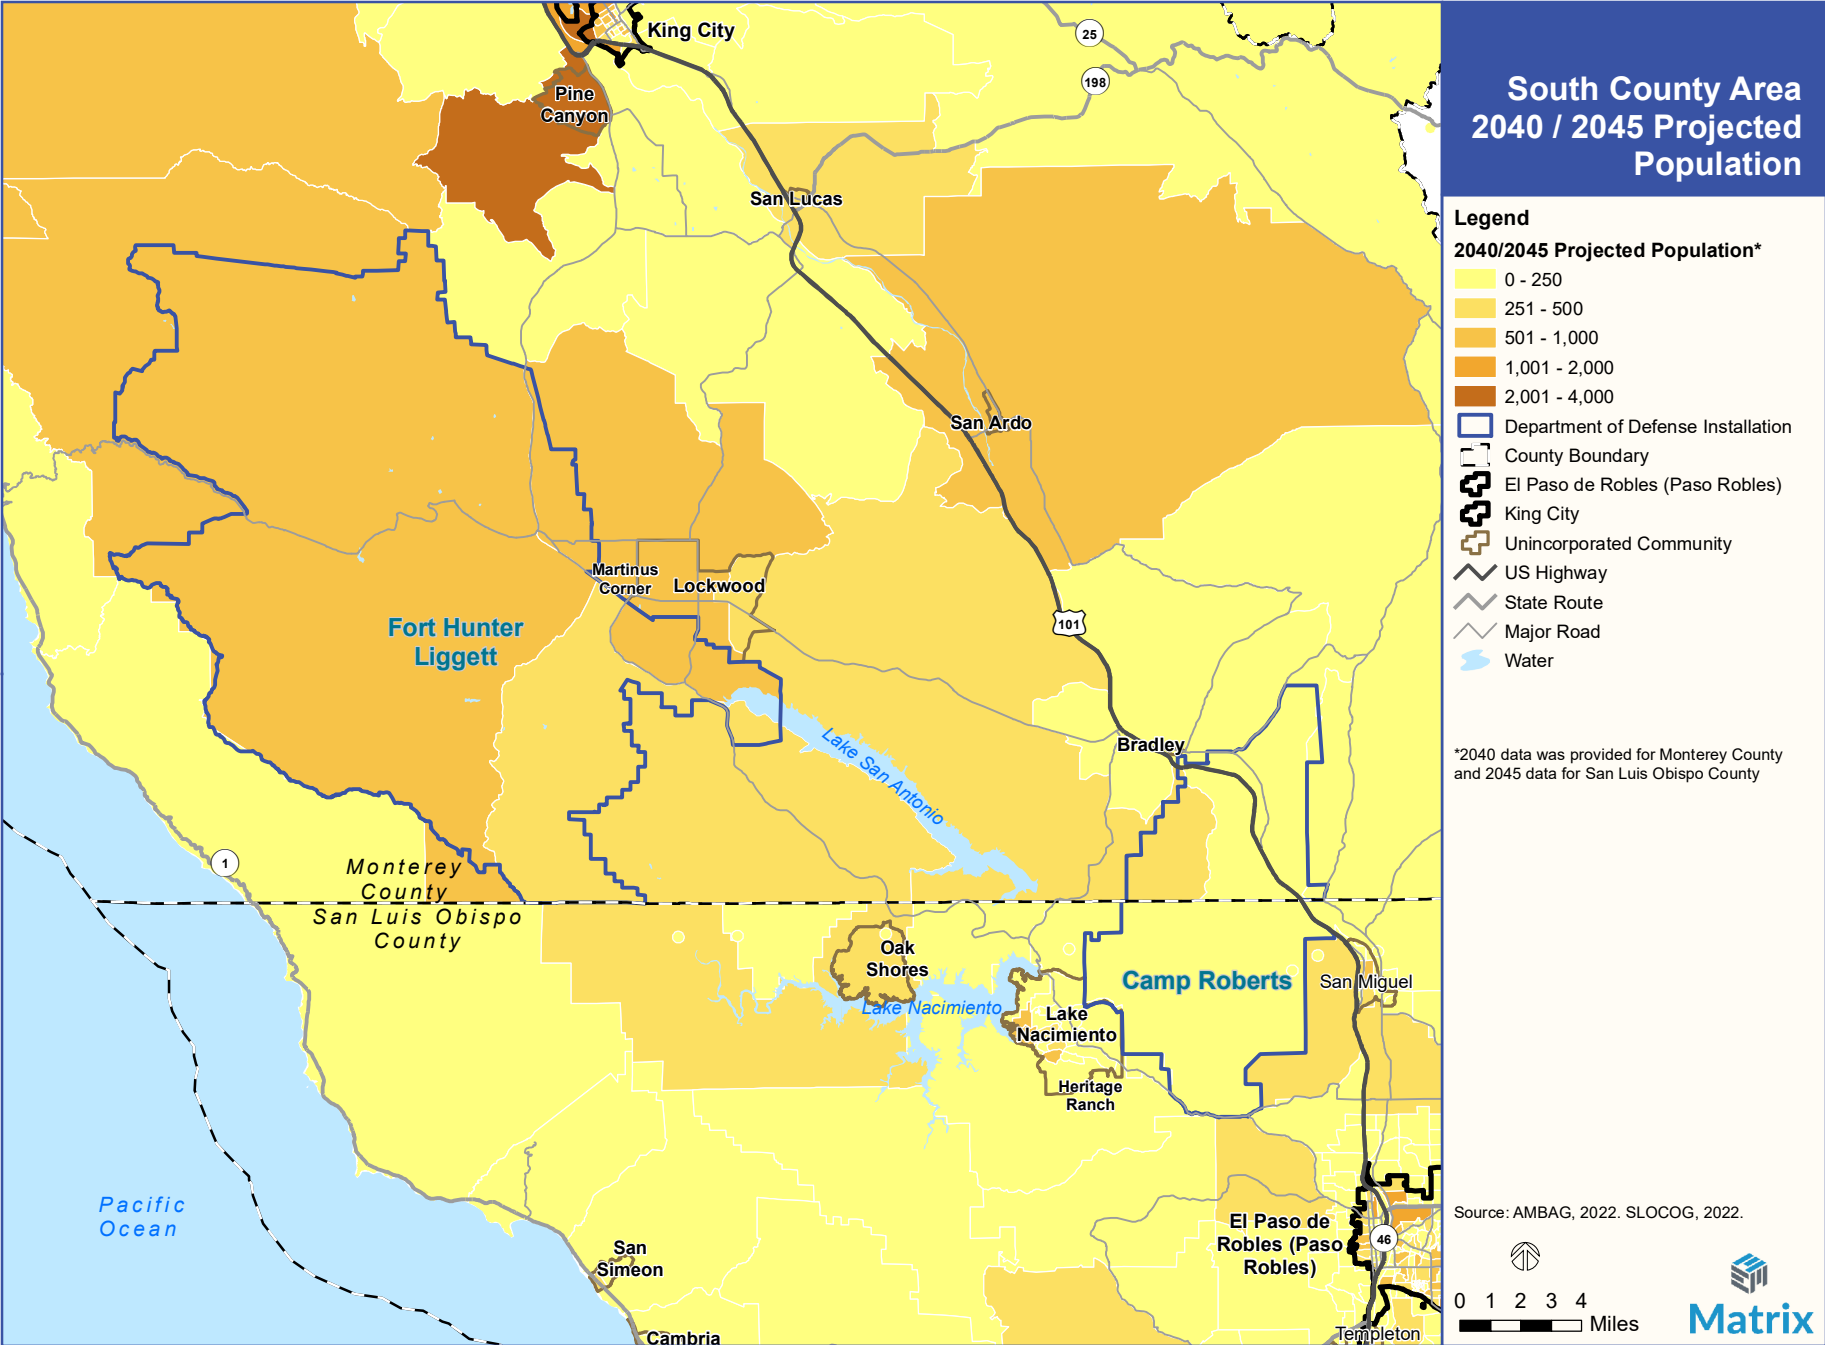 South County Area
2040 / 2045 Projected
Population
Legend
2040/2045 Projected Population*
0 - 250
251 - 500
501 - 1,000
1,001 - 2,000
2,001 - 4,000
Department of Defense Installation
County Boundary
El Paso de Robles (Paso Robles)
King City
Unincorporated Community
US Highway
State Route
Major Road
Water
*2040 data was provided for Monterey County
and 2045 data for San Luis Obispo County
Source: AMBAG, 2022. SLOCOG, 2022.
0 1 2 3 4
Miles
Matrix
King City
25
198
Pine
Canyon
San Lucas
San Ardo
Martinus
Corner
Lockwood
Fort Hunter
Liggett
101
Lake San Antonio
Bradley
1
Monterey
County
San Luis Obispo
County
Oak
Shores
Lake Nacimiento
Camp Roberts
San Miguel
Lake
Nacimiento
Heritage
Ranch
Pacific
Ocean
El Paso de
Robles (Paso
Robles)
46
San
Simeon
Cambria
Templeton